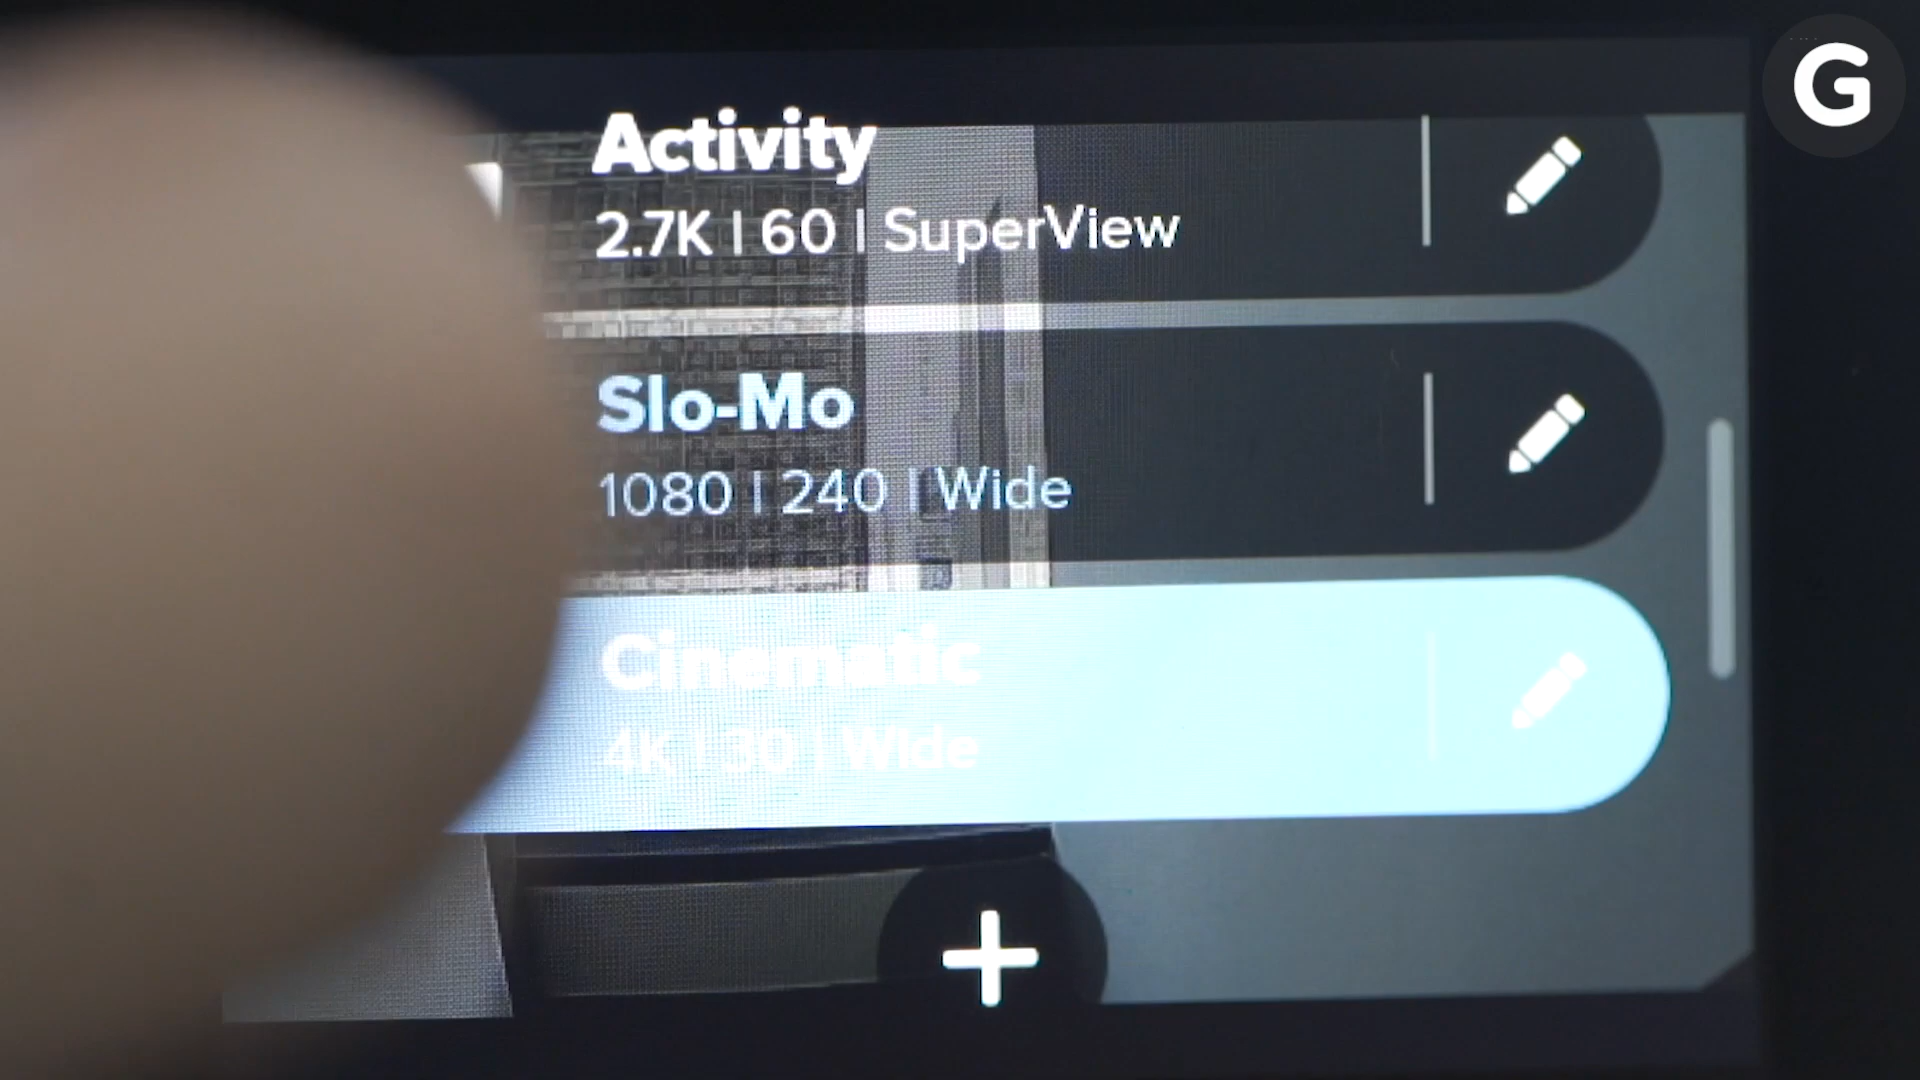 G
Activity
2.7K | 60 | SuperView
Slo-Mo
1080 | 240 | Wide
Cinematic
4K | 30 | Wide